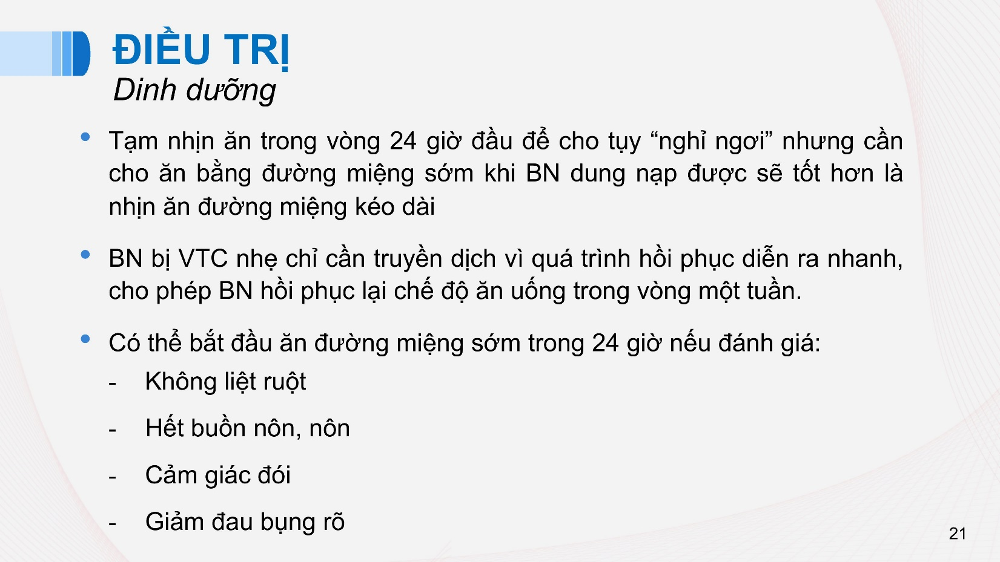 ĐIỀU TRỊ
Dinh dưỡng
• Tạm nhịn ăn trong vòng 24 giờ đầu để cho tụy “nghỉ ngơi” nhưng cần
cho ăn bằng đường miệng sớm khi BN dung nạp được sẽ tốt hơn là
nhịn ăn đường miệng kéo dài
• BN bị VTC nhẹ chỉ cần truyền dịch vì quá trình hồi phục diễn ra nhanh,
cho phép BN hồi phục lại chế độ ăn uống trong vòng một tuần.
• Có thể bắt đầu ăn đường miệng sớm trong 24 giờ nếu đánh giá:
- Không liệt ruột
- Hết buồn nôn, nôn
- Cảm giác đói
- Giảm đau bụng rõ
21